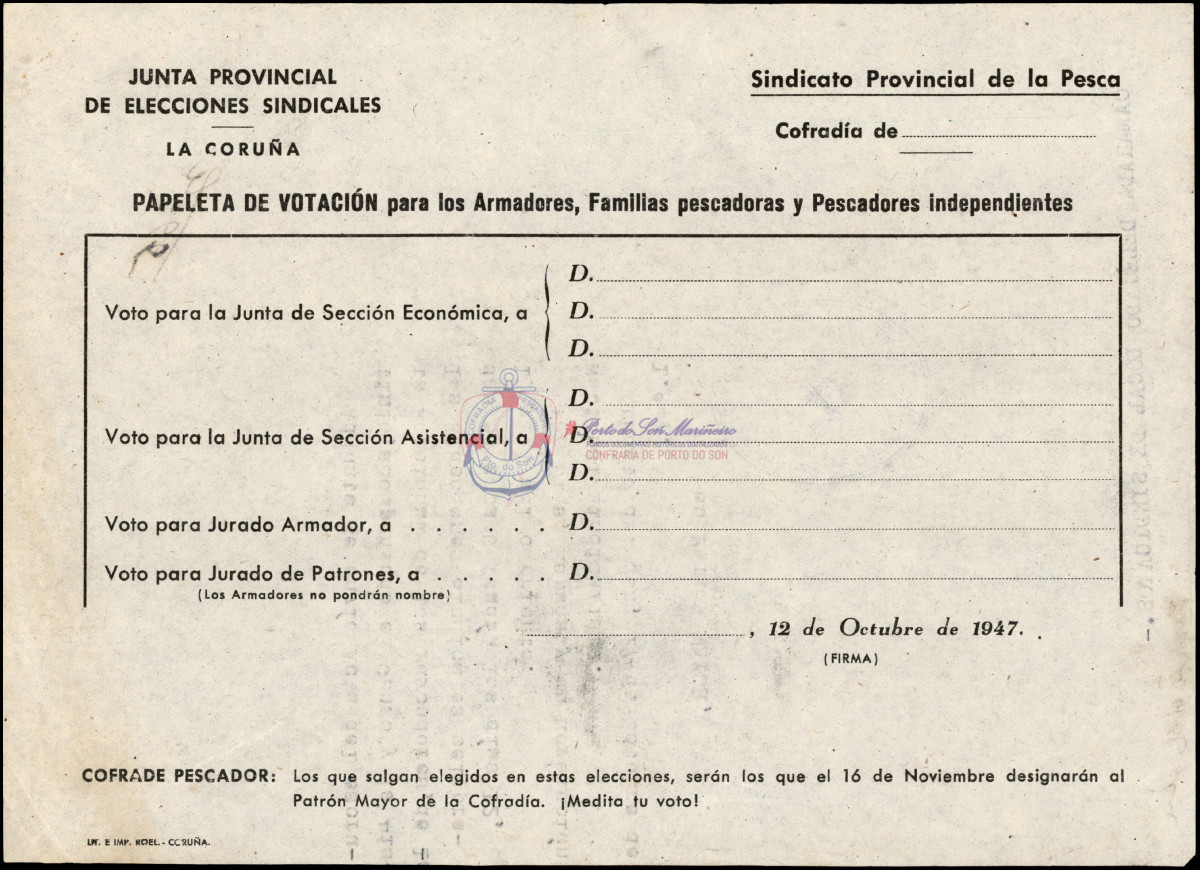 JUNTA PROVINCIAL
DE ELECCIONES SINDICALES
LA CORUÑA
Sindicato Provincial de la Pesca
Cofradía de
PAPELETA DE VOTACIÓN para los Armadores, Familias pescadoras y Pescadores independientes
Voto para la Junta de Sección Económica, a
D.
D.
D.
Voto para la Junta de Sección Asistencial, a
D.
D.
D.
COFRADIA
Pto. do Son
Porto do Son Mariñeiro
CONFRARÍA DE PORTO DO SON
Voto para Jurado Armador, a . . . . . . D.
Voto para Jurado de Patrones, a . . . . . D.
(Los Armadores no pondrán nombre)
, 12 de Octubre de 1947.
(FIRMA)
COFRADE PESCADOR: Los que salgan elegidos en estas elecciones, serán los que el 16 de Noviembre designarán al
Patrón Mayor de la Cofradía. ¡Medita tu voto!
LIT. E IMP. ROEL. - CORUÑA.